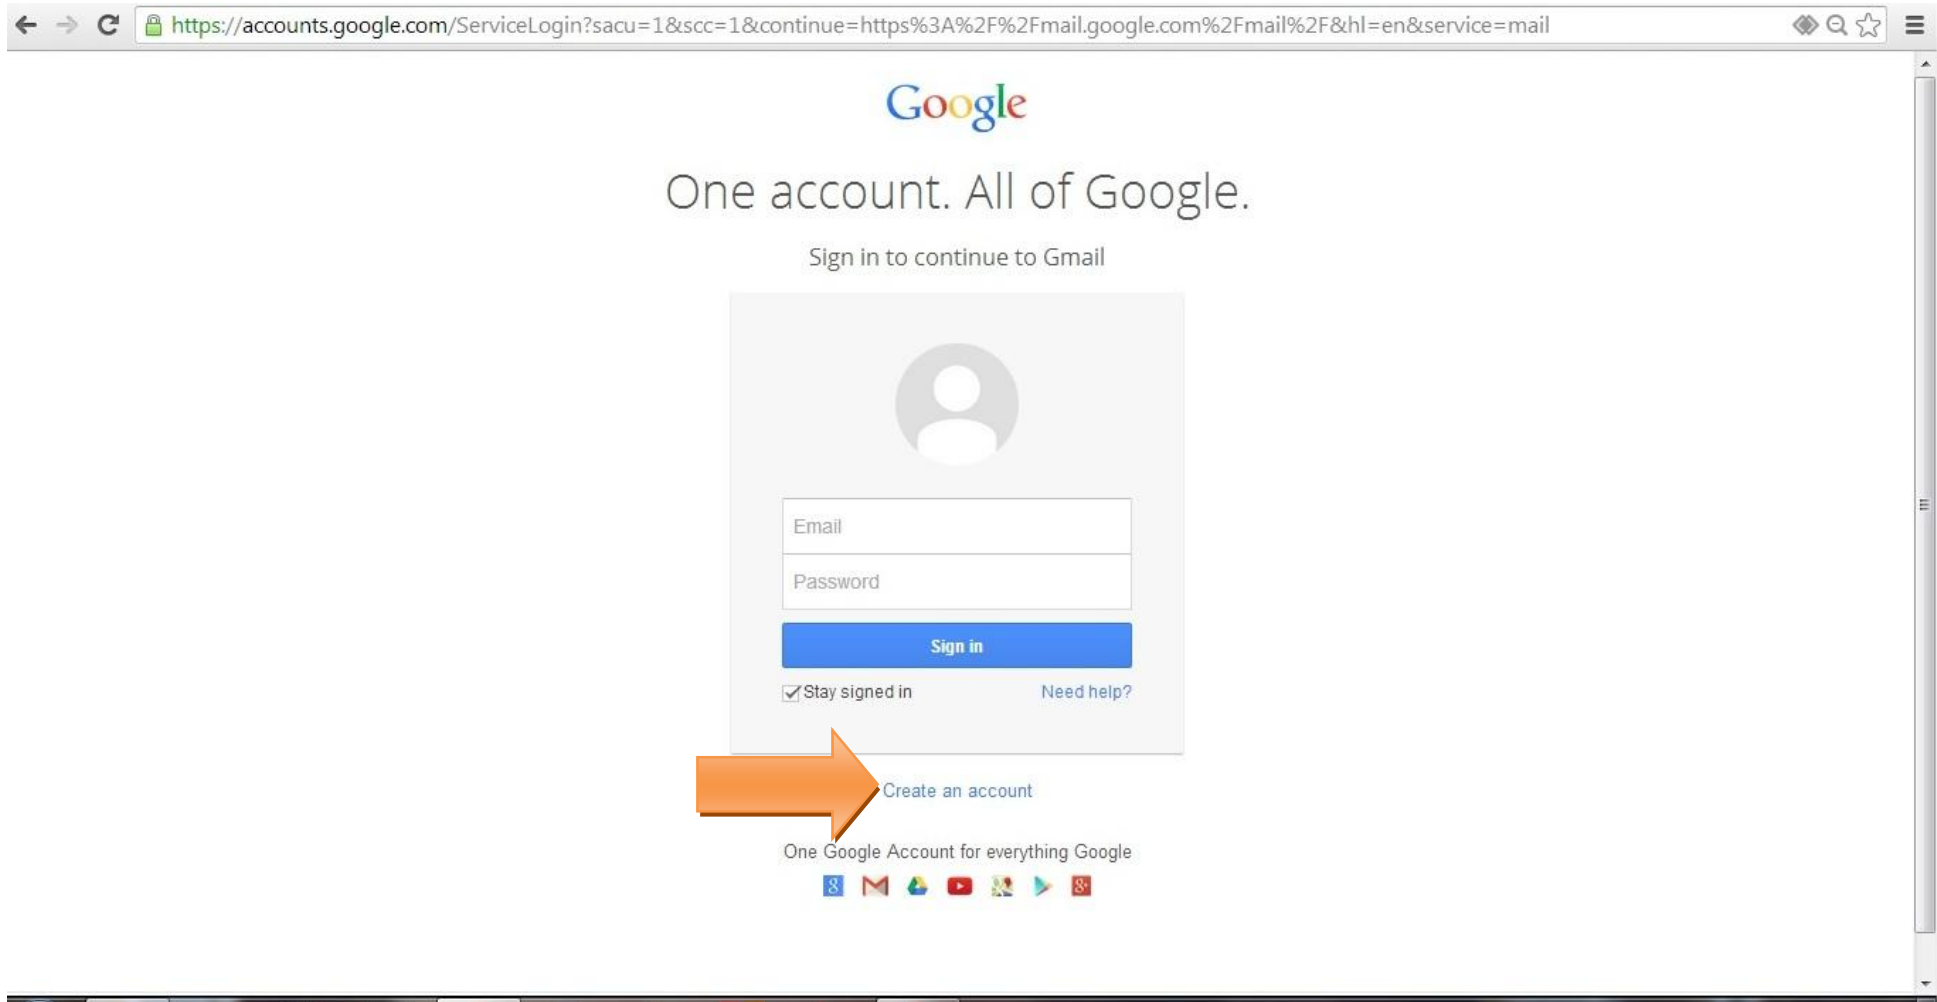 https://accounts.google.com/ServiceLogin?sacu=1&scc=1&continue=https%3A%2F%2Fmail.google.com%2Fmail%2F&hl=en&service=mail
Google
One account. All of Google.
Sign in to continue to Gmail
Email
Password
Sign in
Stay signed in Need help?
Create an account
One Google Account for everything Google